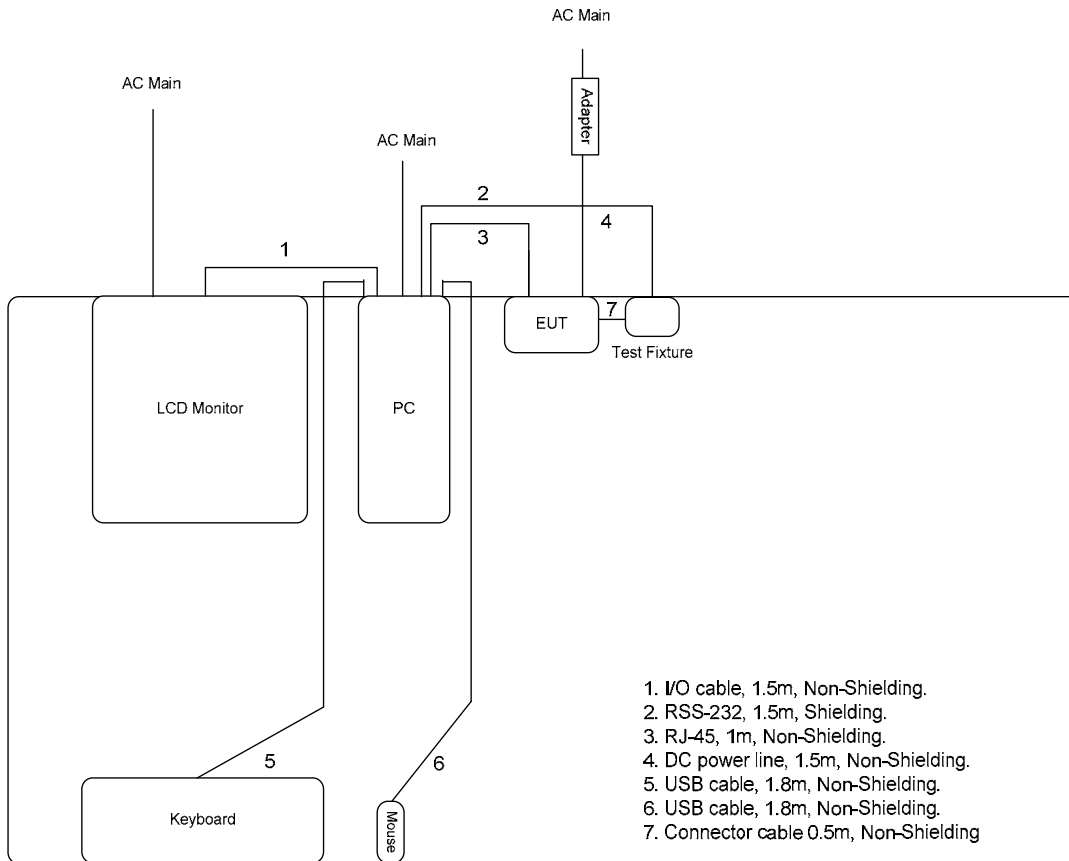 AC Main
AC Main
Adapter
AC Main
2
4
3
1
EUT
7
Test Fixture
LCD Monitor
PC
1. I/O cable, 1.5m, Non-Shielding.
2. RSS-232, 1.5m, Shielding.
3. RJ-45, 1m, Non-Shielding.
4. DC power line, 1.5m, Non-Shielding.
5. USB cable, 1.8m, Non-Shielding.
6. USB cable, 1.8m, Non-Shielding.
7. Connector cable 0.5m, Non-Shielding
5
6
Keyboard
Mouse